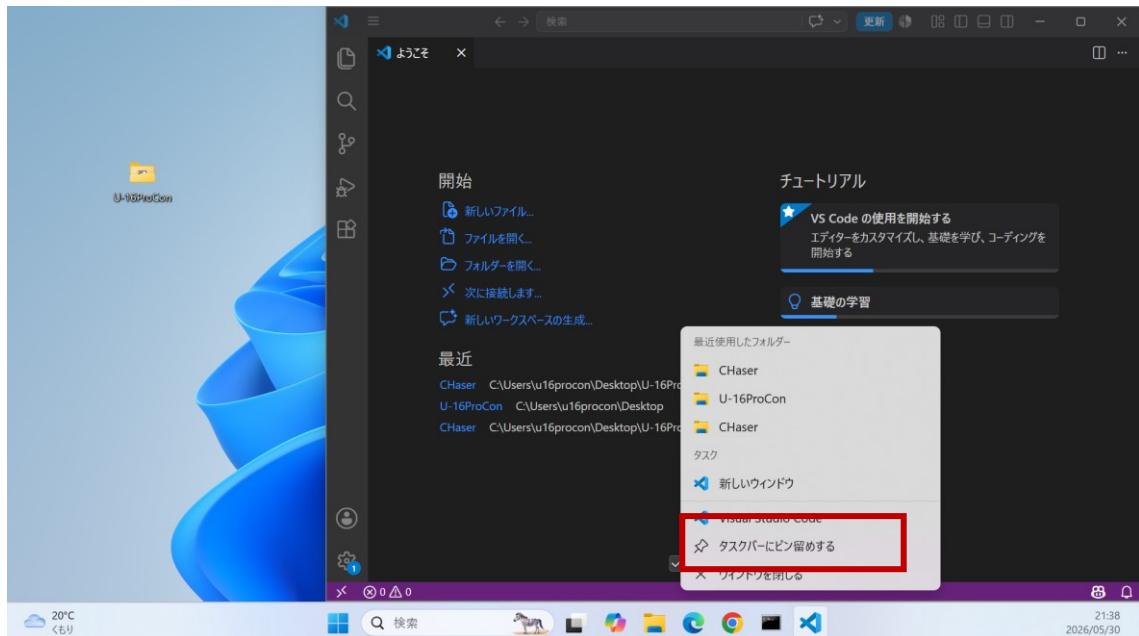 検索
更新
ようこそ
U-16ProCon
開始
新しいファイル...
ファイルを開く...
フォルダーを開く...
次に接続します...
新しいワークスペースの生成...
最近
CHaser C:\Users\u16procon\Desktop\U-16Pro
U-16ProCon C:\Users\u16procon\Desktop
CHaser C:\Users\u16procon\Desktop\U-16Pro
チュートリアル
VS Code の使用を開始する
エディターをカスタマイズし、基礎を学び、コーディングを
開始する
基礎の学習
最近使用したフォルダー
CHaser
U-16ProCon
CHaser
タスク
新しいウィンドウ
Visual Studio Code
タスクバーにピン留めする
ウィンドウを閉じる
1
0 0
20°C
くもり
検索
21:38
2026/05/30